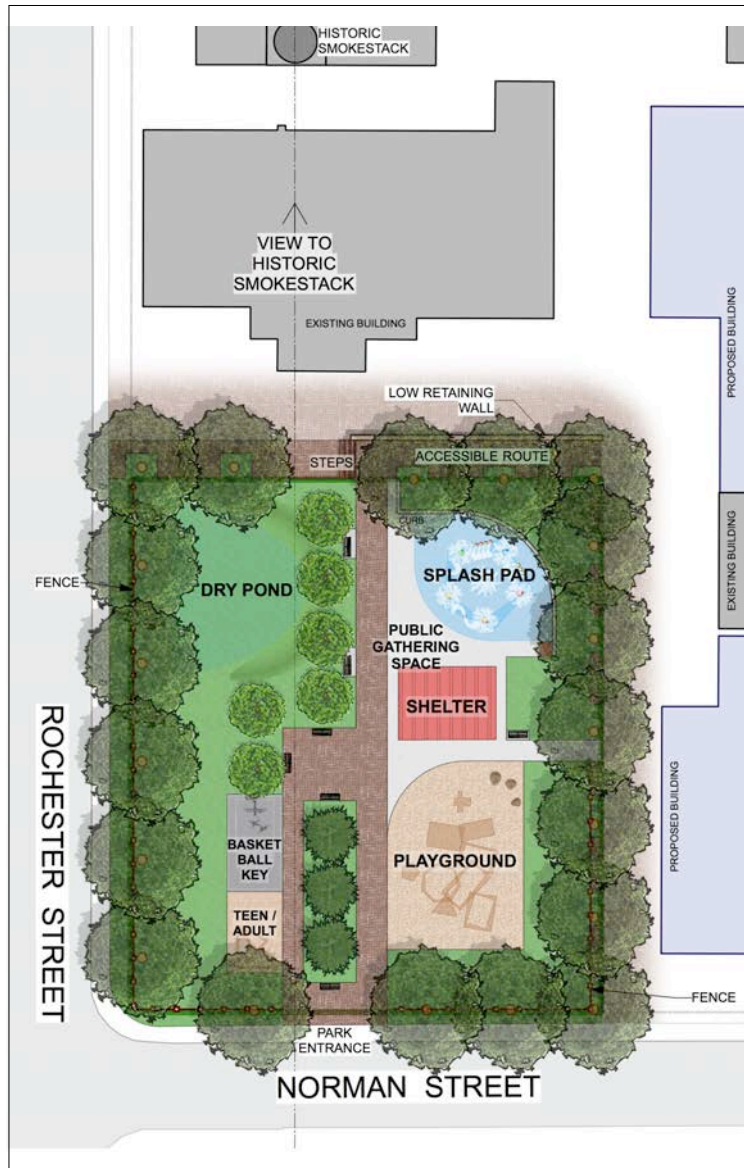 HISTORIC
SMOKESTACK
VIEW TO
HISTORIC
SMOKESTACK
EXISTING BUILDING
PROPOSED BUILDING
LOW RETAINING
WALL
STEPS
ACCESSIBLE ROUTE
CURB
EXISTING BUILDING
FENCE
DRY POND
SPLASH PAD
PUBLIC
GATHERING
SPACE
SHELTER
ROCHESTER STREET
PROPOSED BUILDING
BASKET
BALL
KEY
PLAYGROUND
TEEN /
ADULT
FENCE
PARK
ENTRANCE
NORMAN STREET